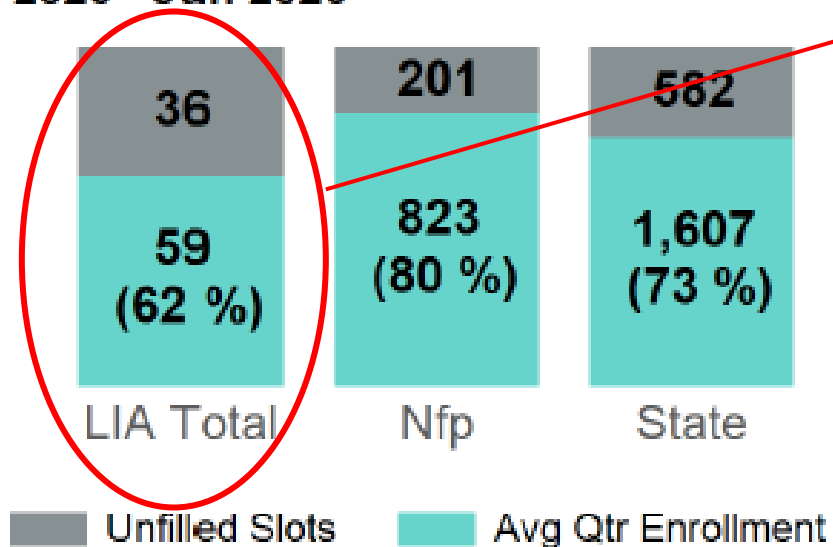 36
201
582
59
(62 %)
823
(80 %)
1,607
(73 %)
LIA Total
Nfp
State
Unfilled Slots
Avg Qtr Enrollment